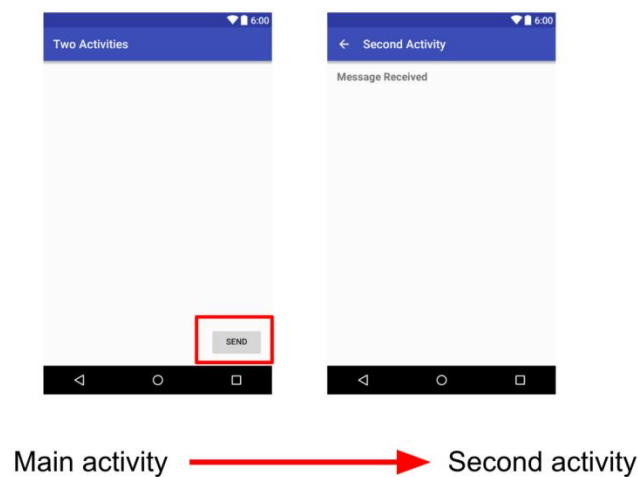 6:00
Two Activities
SEND
6:00
Second Activity
Message Received
Main activity
Second activity